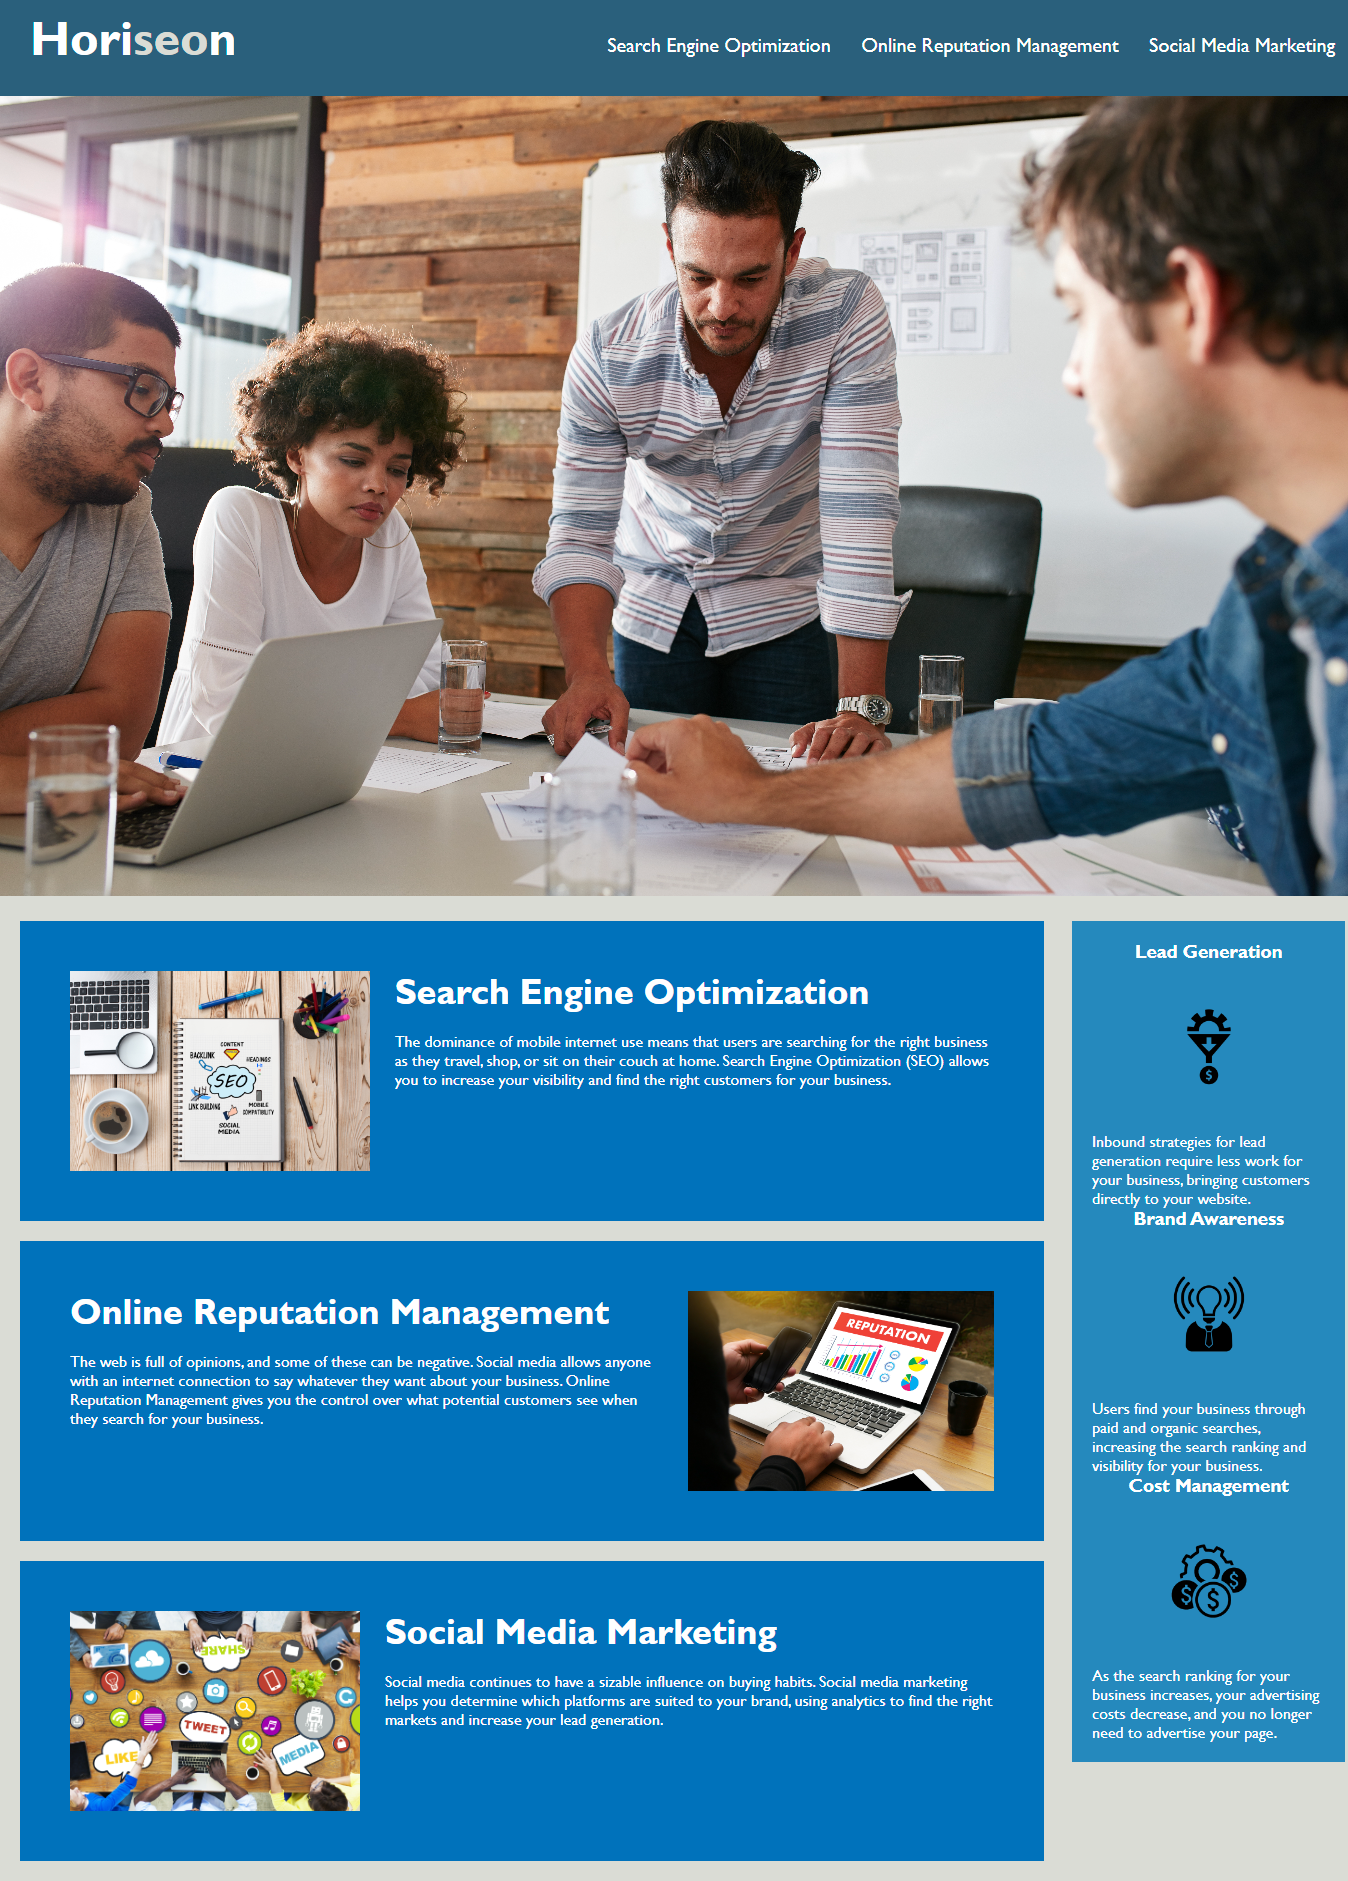 Horiseon
Search Engine Optimization
Online Reputation Management
Social Media Marketing
CONTENT
BACKLINK
HEADINGS
SEO
LINK BUILDING
MOBILE
COMPATIBILITY
SOCIAL
MEDIA
Search Engine Optimization
The dominance of mobile internet use means that users are searching for the right business
as they travel, shop, or sit on their couch at home. Search Engine Optimization (SEO) allows
you to increase your visibility and find the right customers for your business.
Online Reputation Management
The web is full of opinions, and some of these can be negative. Social media allows anyone
with an internet connection to say whatever they want about your business. Online
Reputation Management gives you the control over what potential customers see when
they search for your business.
REPUTATION
SHARE
TWEET
LIKE
MEDIA
Social Media Marketing
Social media continues to have a sizable influence on buying habits. Social media marketing
helps you determine which platforms are suited to your brand, using analytics to find the right
markets and increase your lead generation.
Lead Generation
$
Inbound strategies for lead
generation require less work for
your business, bringing customers
directly to your website.
Brand Awareness
Users find your business through
paid and organic searches,
increasing the search ranking and
visibility for your business.
Cost Management
$ $ $
As the search ranking for your
business increases, your advertising
costs decrease, and you no longer
need to advertise your page.